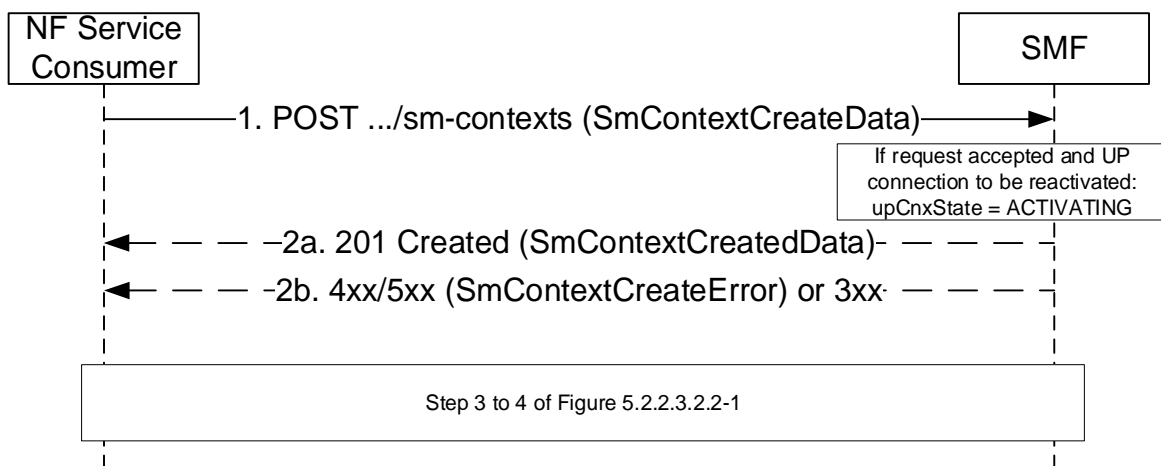 NF Service
Consumer
SMF
1. POST .../sm-contexts (SmContextCreateData)
If request accepted and UP
connection to be reactivated:
upCnxState = ACTIVATING
2a. 201 Created (SmContextCreatedData)
2b. 4xx/5xx (SmContextCreateError) or 3xx
Step 3 to 4 of Figure 5.2.2.3.2.2-1